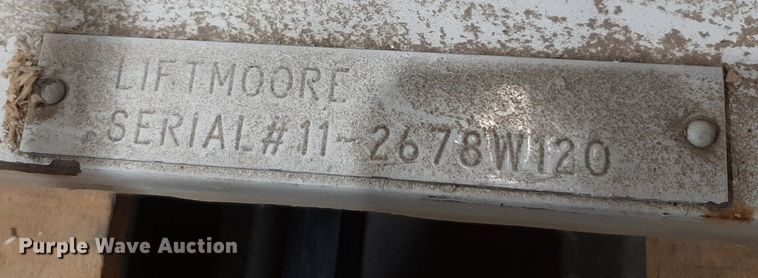 LIFTMOORE
SERIAL#11-2678W120
Purple Wave Auction